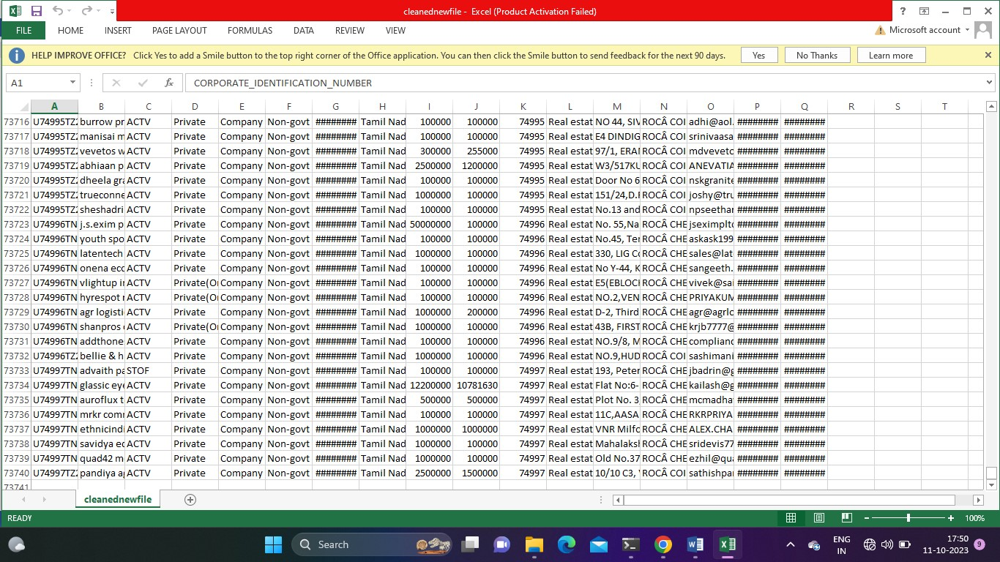 cleanednewfile - Excel (Product Activation Failed)
FILE HOME INSERT PAGE LAYOUT FORMULAS DATA REVIEW VIEW Microsoft account
HELP IMPROVE OFFICE? Click Yes to add a Smile button to the top right corner of the Office application. You can then click the Smile button to send feedback for the next 90 days. Yes No Thanks Learn more
A1 fx CORPORATE_IDENTIFICATION_NUMBER
A B C D E F G H I J K L M N O P Q R S T
73716 U74995TZ2 burrow pr ACTV Private Company Non-govt ######## Tamil Nad 100000 100000 74995 Real estat NO 44, SIV ROCÂ COI adhi@aol. ######## ########
73717 U74995TZ2 manisai m ACTV Private Company Non-govt ######## Tamil Nad 100000 100000 74995 Real estat E4 DINDIG ROCÂ COI srinivaasa ######## ########
73718 U74995TZ2 vevetos w ACTV Private Company Non-govt ######## Tamil Nad 300000 255000 74995 Real estat 97/1, ERAN ROCÂ COI mdveveto ######## ########
73719 U74995TZ2 abhiaan p ACTV Private Company Non-govt ######## Tamil Nad 2500000 1200000 74995 Real estat W3/517KU ROCÂ COI ANEVATIA ######## ########
73720 U74995TZ2 dheela gra ACTV Private Company Non-govt ######## Tamil Nad 100000 100000 74995 Real estat Door No 6 ROCÂ COI nskgranite ######## ########
73721 U74995TZ2 trueconne ACTV Private Company Non-govt ######## Tamil Nad 1000000 100000 74995 Real estat 151/24,D.R ROCÂ COI joshy@tru ######## ########
73722 U74995TZ2 sheshadri ACTV Private Company Non-govt ######## Tamil Nad 100000 100000 74995 Real estat No.13 and ROCÂ COI npseethar ######## ########
73723 U74996TN j.s.exim p ACTV Private Company Non-govt ######## Tamil Nad 50000000 100000 74996 Real estat No. 55,Na ROCÂ CHE jseximpltd ######## ########
73724 U74996TN youth spo ACTV Private Company Non-govt ######## Tamil Nad 100000 100000 74996 Real estat No.45, Ter ROCÂ CHE askask199 ######## ########
73725 U74996TN latentech ACTV Private Company Non-govt ######## Tamil Nad 1000000 100000 74996 Real estat 330, LIG Co ROCÂ CHE sales@lat ######## ########
73726 U74996TN onena eco ACTV Private Company Non-govt ######## Tamil Nad 100000 100000 74996 Real estat No Y-44, K ROCÂ CHE sangeeth. ######## ########
73727 U74996TN vlightup i ACTV Private(On Company Non-govt ######## Tamil Nad 100000 100000 74996 Real estat E5(EBLOCK ROCÂ CHE vivek@sai ######## ########
73728 U74996TN hyrespot r ACTV Private(On Company Non-govt ######## Tamil Nad 100000 100000 74996 Real estat NO.2,VEN ROCÂ CHE PRIYAKUM ######## ########
73729 U74996TN agr logisti ACTV Private(On Company Non-govt ######## Tamil Nad 1000000 200000 74996 Real estat D-2, Third ROCÂ CHE agr@agrlo ######## ########
73730 U74996TN shanpros ACTV Private(On Company Non-govt ######## Tamil Nad 1000000 100000 74996 Real estat 43B, FIRST ROCÂ CHE krjb7777@ ######## ########
73731 U74996TN addthone ACTV Private Company Non-govt ######## Tamil Nad 100000 100000 74996 Real estat NO.9/8, M ROCÂ CHE complianc ######## ########
73732 U74996TZ2 bellie & h ACTV Private Company Non-govt ######## Tamil Nad 1000000 1000000 74996 Real estat NO.9,HUD ROCÂ COI sashimani ######## ########
73733 U74997TN advaith pa STOF Private Company Non-govt ######## Tamil Nad 100000 100000 74997 Real estat 193, Peter ROCÂ CHE jbadrin@g ######## ########
73734 U74997TN glassic eye ACTV Private Company Non-govt ######## Tamil Nad 12200000 10781630 74997 Real estat Flat No:6- ROCÂ CHE kailash@g ######## ########
73735 U74997TN auroflux t ACTV Private Company Non-govt ######## Tamil Nad 500000 500000 74997 Real estat Plot No. 3, ROCÂ CHE mcmadha ######## ########
73736 U74997TN mrkr comr ACTV Private Company Non-govt ######## Tamil Nad 100000 100000 74997 Real estat 11C,AASA ROCÂ CHE RKRPRIYA ######## ########
73737 U74997TN ethnicindi ACTV Private Company Non-govt ######## Tamil Nad 1000000 1000000 74997 Real estat VNR Milfo ROCÂ CHE ALEX.CHA ######## ########
73738 U74997TN savidya ed ACTV Private Company Non-govt ######## Tamil Nad 1000000 100000 74997 Real estat Mahalaksh ROCÂ CHE sridevis77 ######## ########
73739 U74997TN quad42 m ACTV Private Company Non-govt ######## Tamil Nad 1000000 100000 74997 Real estat Old No.37 ROCÂ CHE ezhil@qua ######## ########
73740 U74997TZ2 pandiya ag ACTV Private Company Non-govt ######## Tamil Nad 2500000 1500000 74997 Real estat 10/10 C3, ROCÂ COI sathishpar ######## ########
73741
cleanednewfile
READY 100%
Search ENG IN 17:50 11-10-2023 9